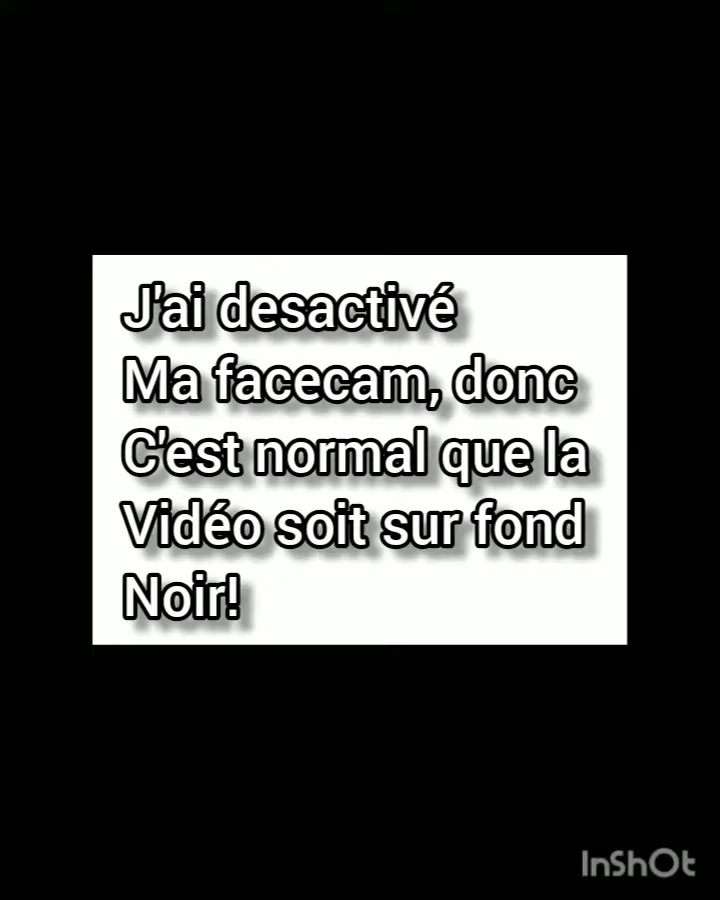 J'ai desactivé
Ma facecam, donc
C'est normal que la
Vidéo soit sur fond
Noir!
InShOt